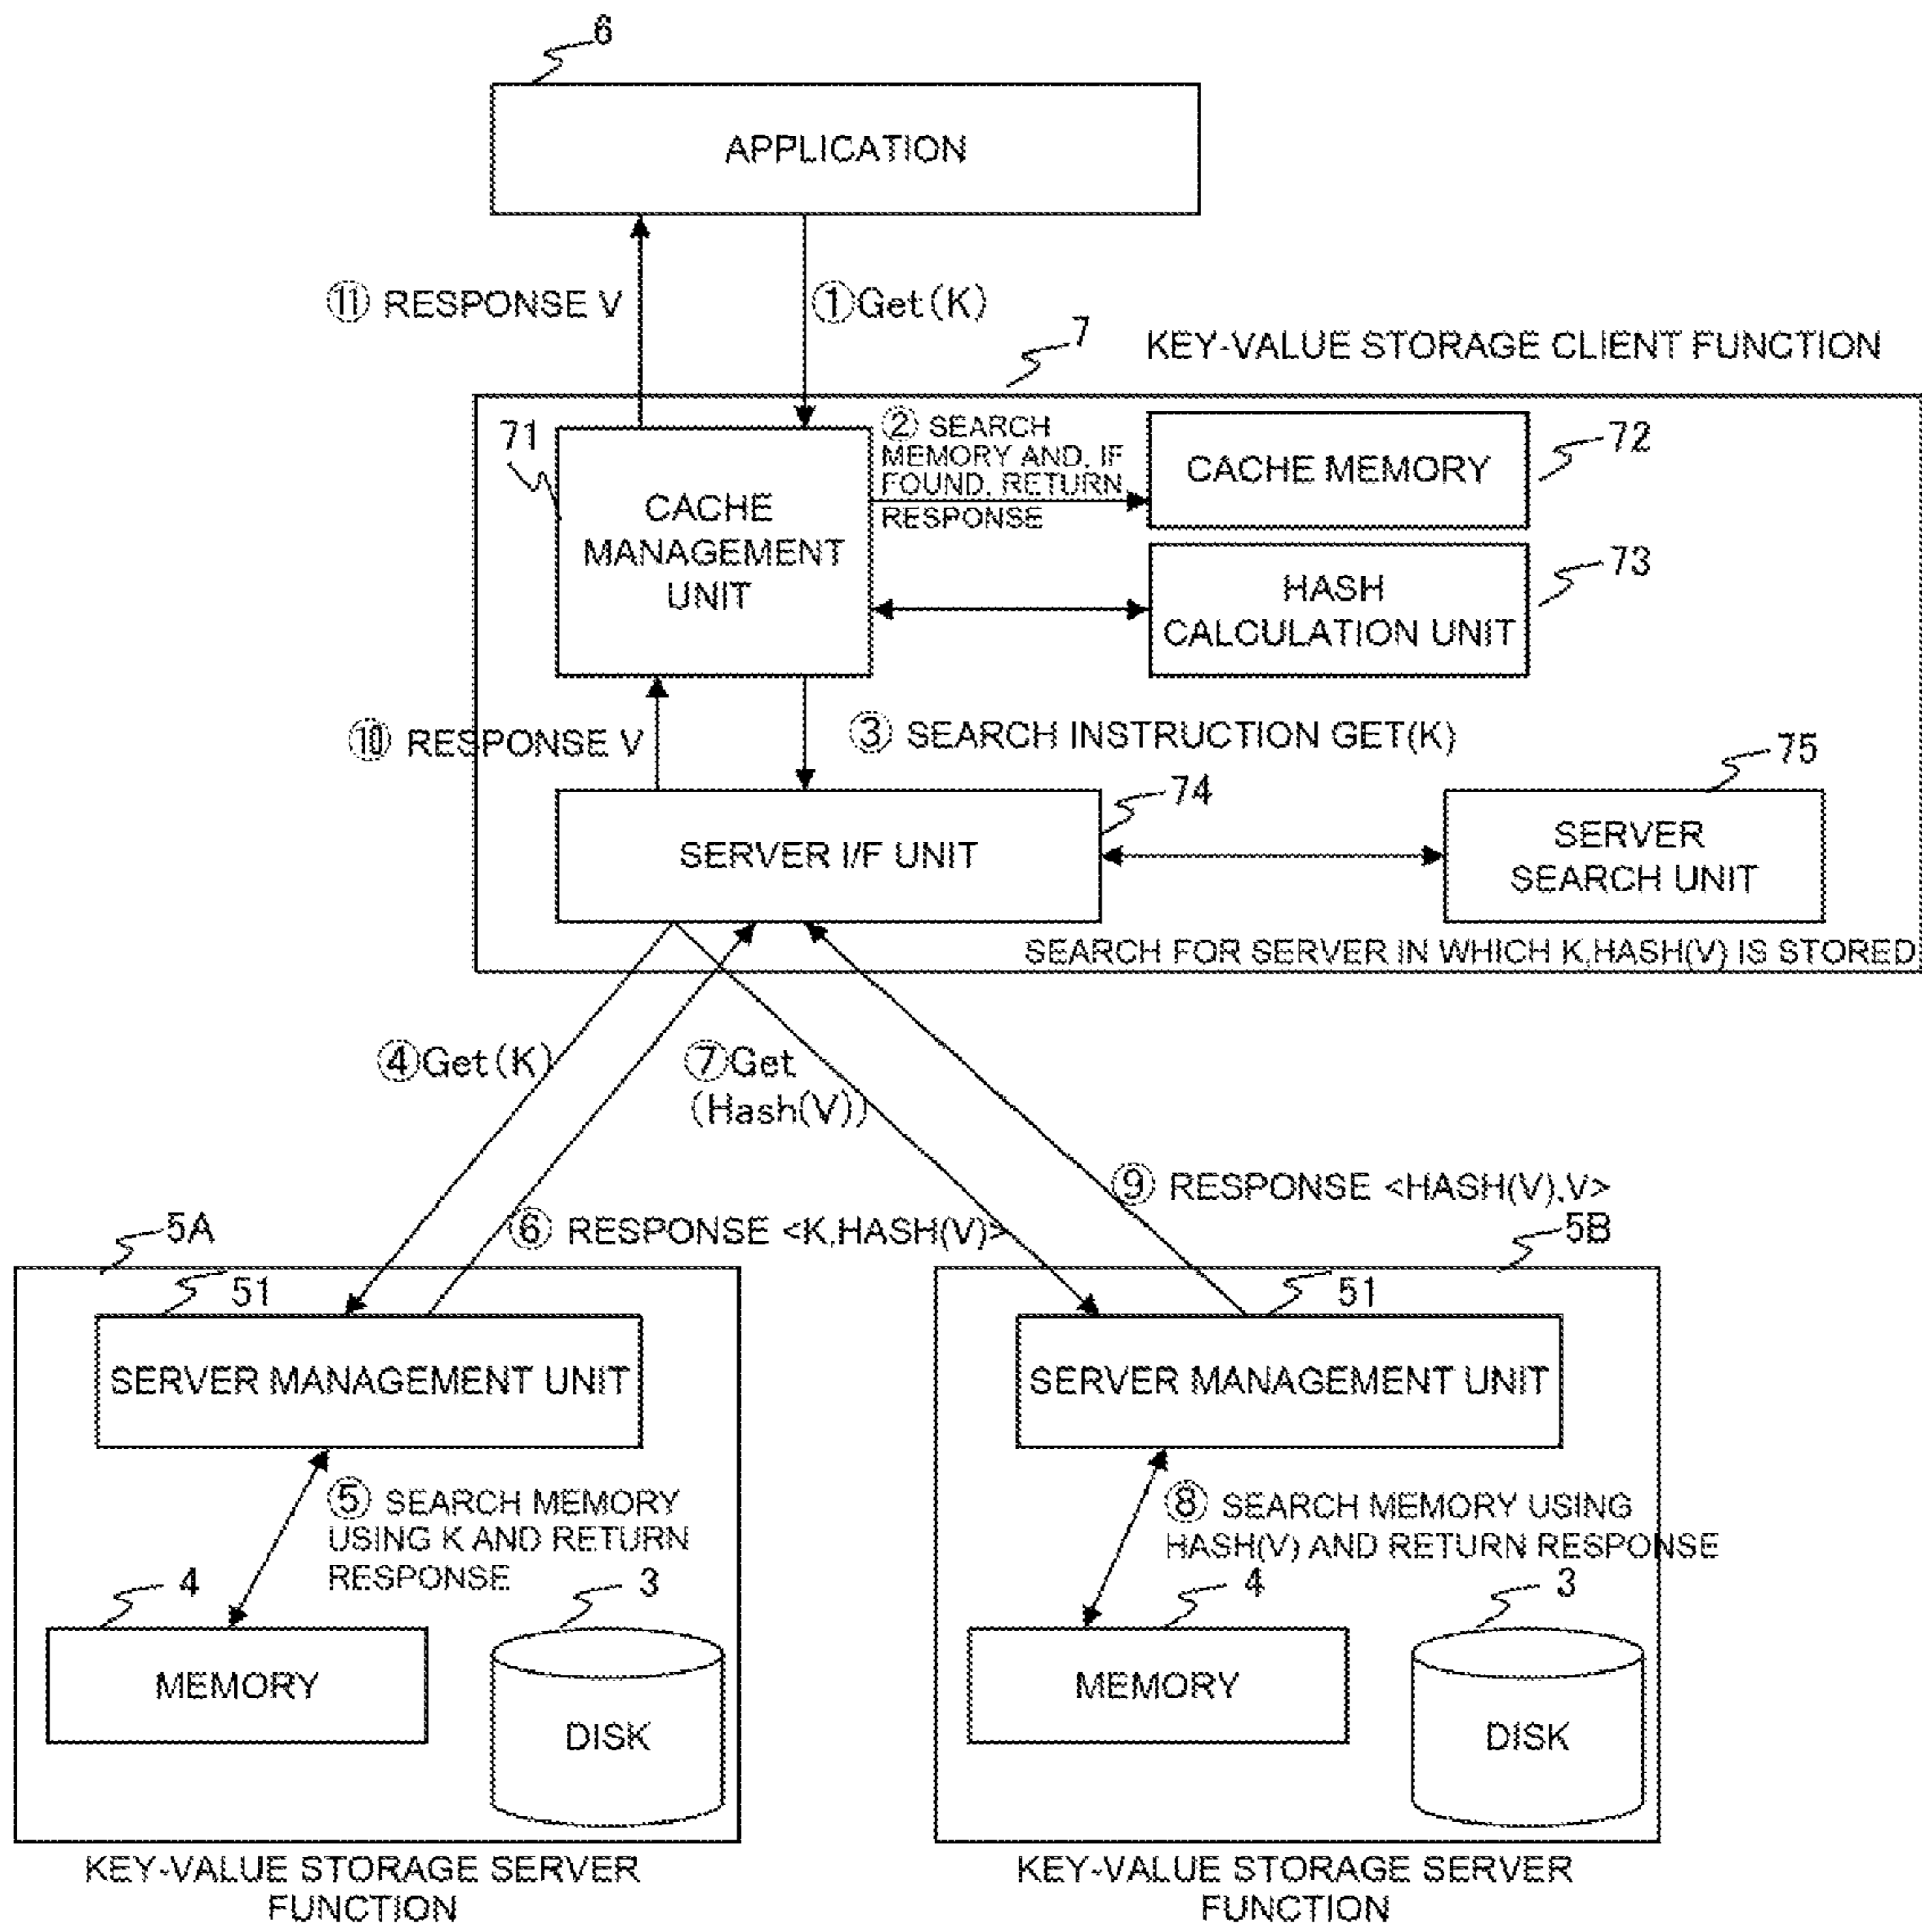 6
APPLICATION
⑪ RESPONSE V
①Get(K)
7
KEY-VALUE STORAGE CLIENT FUNCTION
71
CACHE
MANAGEMENT
UNIT
② SEARCH
MEMORY AND, IF
FOUND, RETURN
RESPONSE
CACHE MEMORY
72
HASH
CALCULATION UNIT
73
⑩ RESPONSE V
③ SEARCH INSTRUCTION GET(K)
74
75
SERVER I/F UNIT
SERVER
SEARCH UNIT
SEARCH FOR SERVER IN WHICH K,HASH(V) IS STORED
④Get(K)
⑦Get
(Hash(V))
⑨ RESPONSE <HASH(V),V>
⑥ RESPONSE <K,HASH(V)>
5A
5B
51
SERVER MANAGEMENT UNIT
⑤ SEARCH MEMORY
USING K AND RETURN
RESPONSE
4
3
MEMORY
DISK
KEY-VALUE STORAGE SERVER
FUNCTION
51
SERVER MANAGEMENT UNIT
⑧ SEARCH MEMORY USING
HASH(V) AND RETURN RESPONSE
4
3
MEMORY
DISK
KEY-VALUE STORAGE SERVER
FUNCTION